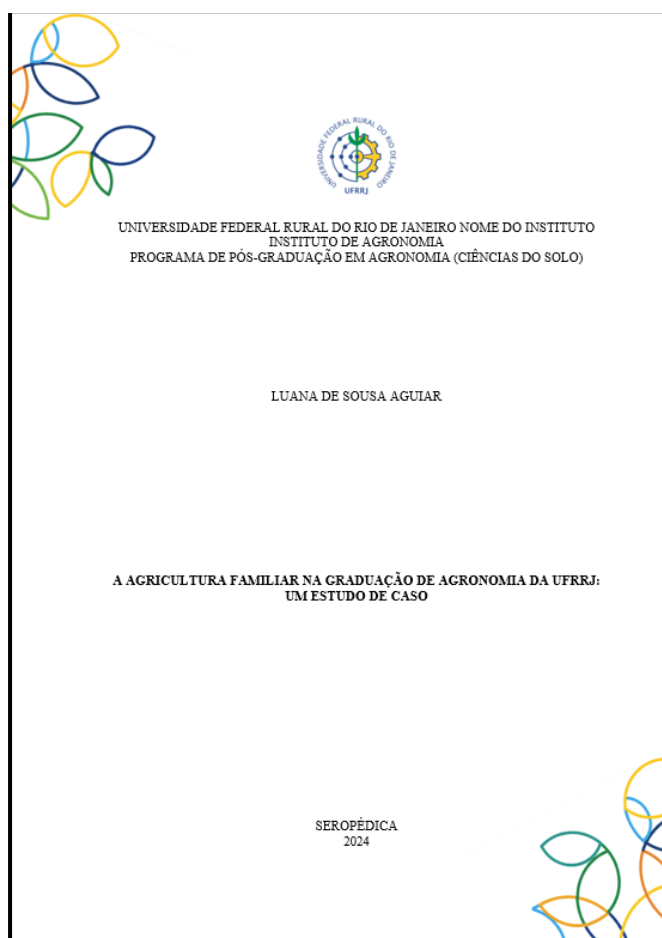 UNIVERSIDADE FEDERAL RURAL DO RIO DE JANEIRO
UFRRJ
UNIVERSIDADE FEDERAL RURAL DO RIO DE JANEIRO NOME DO INSTITUTO
INSTITUTO DE AGRONOMIA
PROGRAMA DE PÓS-GRADUAÇÃO EM AGRONOMIA (CIÊNCIAS DO SOLO)
LUANA DE SOUSA AGUIAR
A AGRICULTURA FAMILIAR NA GRADUAÇÃO DE AGRONOMIA DA UFRRJ:
UM ESTUDO DE CASO
SEROPÉDICA
2024